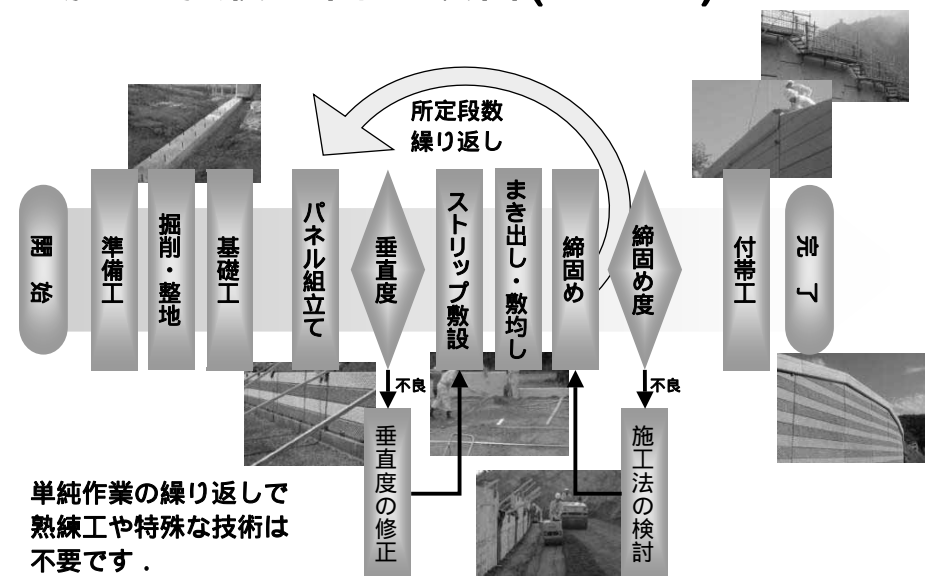 所定段数
繰り返し
開始
準備工
掘削・整地
基礎工
パネル組立て
垂直度
ストリップ敷設
まき出し・敷均し
締固め
締固め度
付帯工
完了
不良
不良
垂直度の修正
施工法の検討
単純作業の繰り返しで
熟練工や特殊な技術は
不要です．